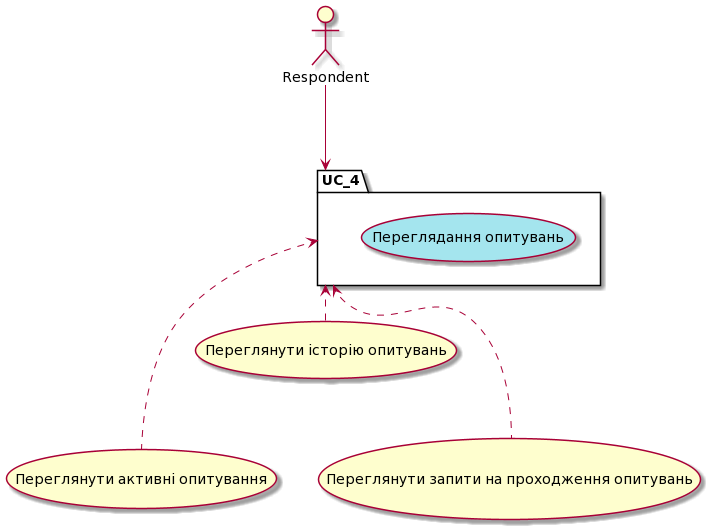 Respondent
UC_4
Переглядання опитувань
Переглянути історію опитувань
Переглянути активні опитування
Переглянути запити на проходження опитувань